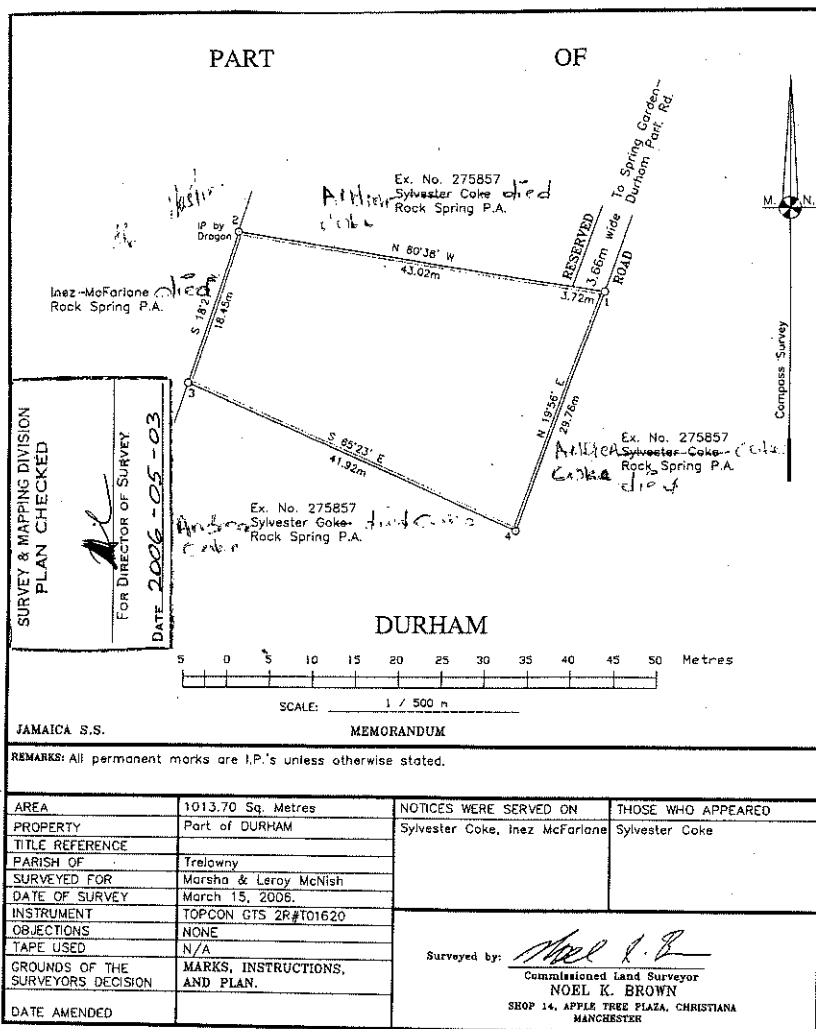 PART OF
To Spring Garden-
Durham Part. Rd.
RESERVED
3.66m wide
ROAD
Ex. No. 275857
Sylvester Coke died
Rock Spring P.A.
IP by
Dragon
2
N 80°38' W
43.02m
3.72m
1
M. N.
Compass Survey
Inez McFarlane died
Rock Spring P.A.
18.45m
3
S 65°23' E
41.92m
N 19°56' E
29.76m
Ex. No. 275857
Sylvester Coke
Rock Spring P.A.
died
Ex. No. 275857
Sylvester Coke
Rock Spring P.A.
4
SURVEY & MAPPING DIVISION
PLAN CHECKED
FOR DIRECTOR OF SURVEY
DATE 2006-05-03
DURHAM
5 0 5 10 15 20 25 30 35 40 45 50 Metres
SCALE: 1 / 500 m
JAMAICA S.S. MEMORANDUM
REMARKS: All permanent marks are I.P.'s unless otherwise stated.
AREA 1013.70 Sq. Metres
PROPERTY Part of DURHAM
TITLE REFERENCE
PARISH OF Trelowny
SURVEYED FOR Marsha & Leroy McNish
DATE OF SURVEY March 15, 2006.
INSTRUMENT TOPCON GTS 2R#T01620
OBJECTIONS NONE
TAPE USED N/A
GROUNDS OF THE MARKS, INSTRUCTIONS,
SURVEYORS DECISION AND PLAN.
DATE AMENDED
NOTICES WERE SERVED ON THOSE WHO APPEARED
Sylvester Coke, Inez McFarlane Sylvester Coke
Surveyed by:
Commissioned Land Surveyor
NOEL K. BROWN
SHOP 14, APPLE TREE PLAZA, CHRISTIANA
MANCHESTER